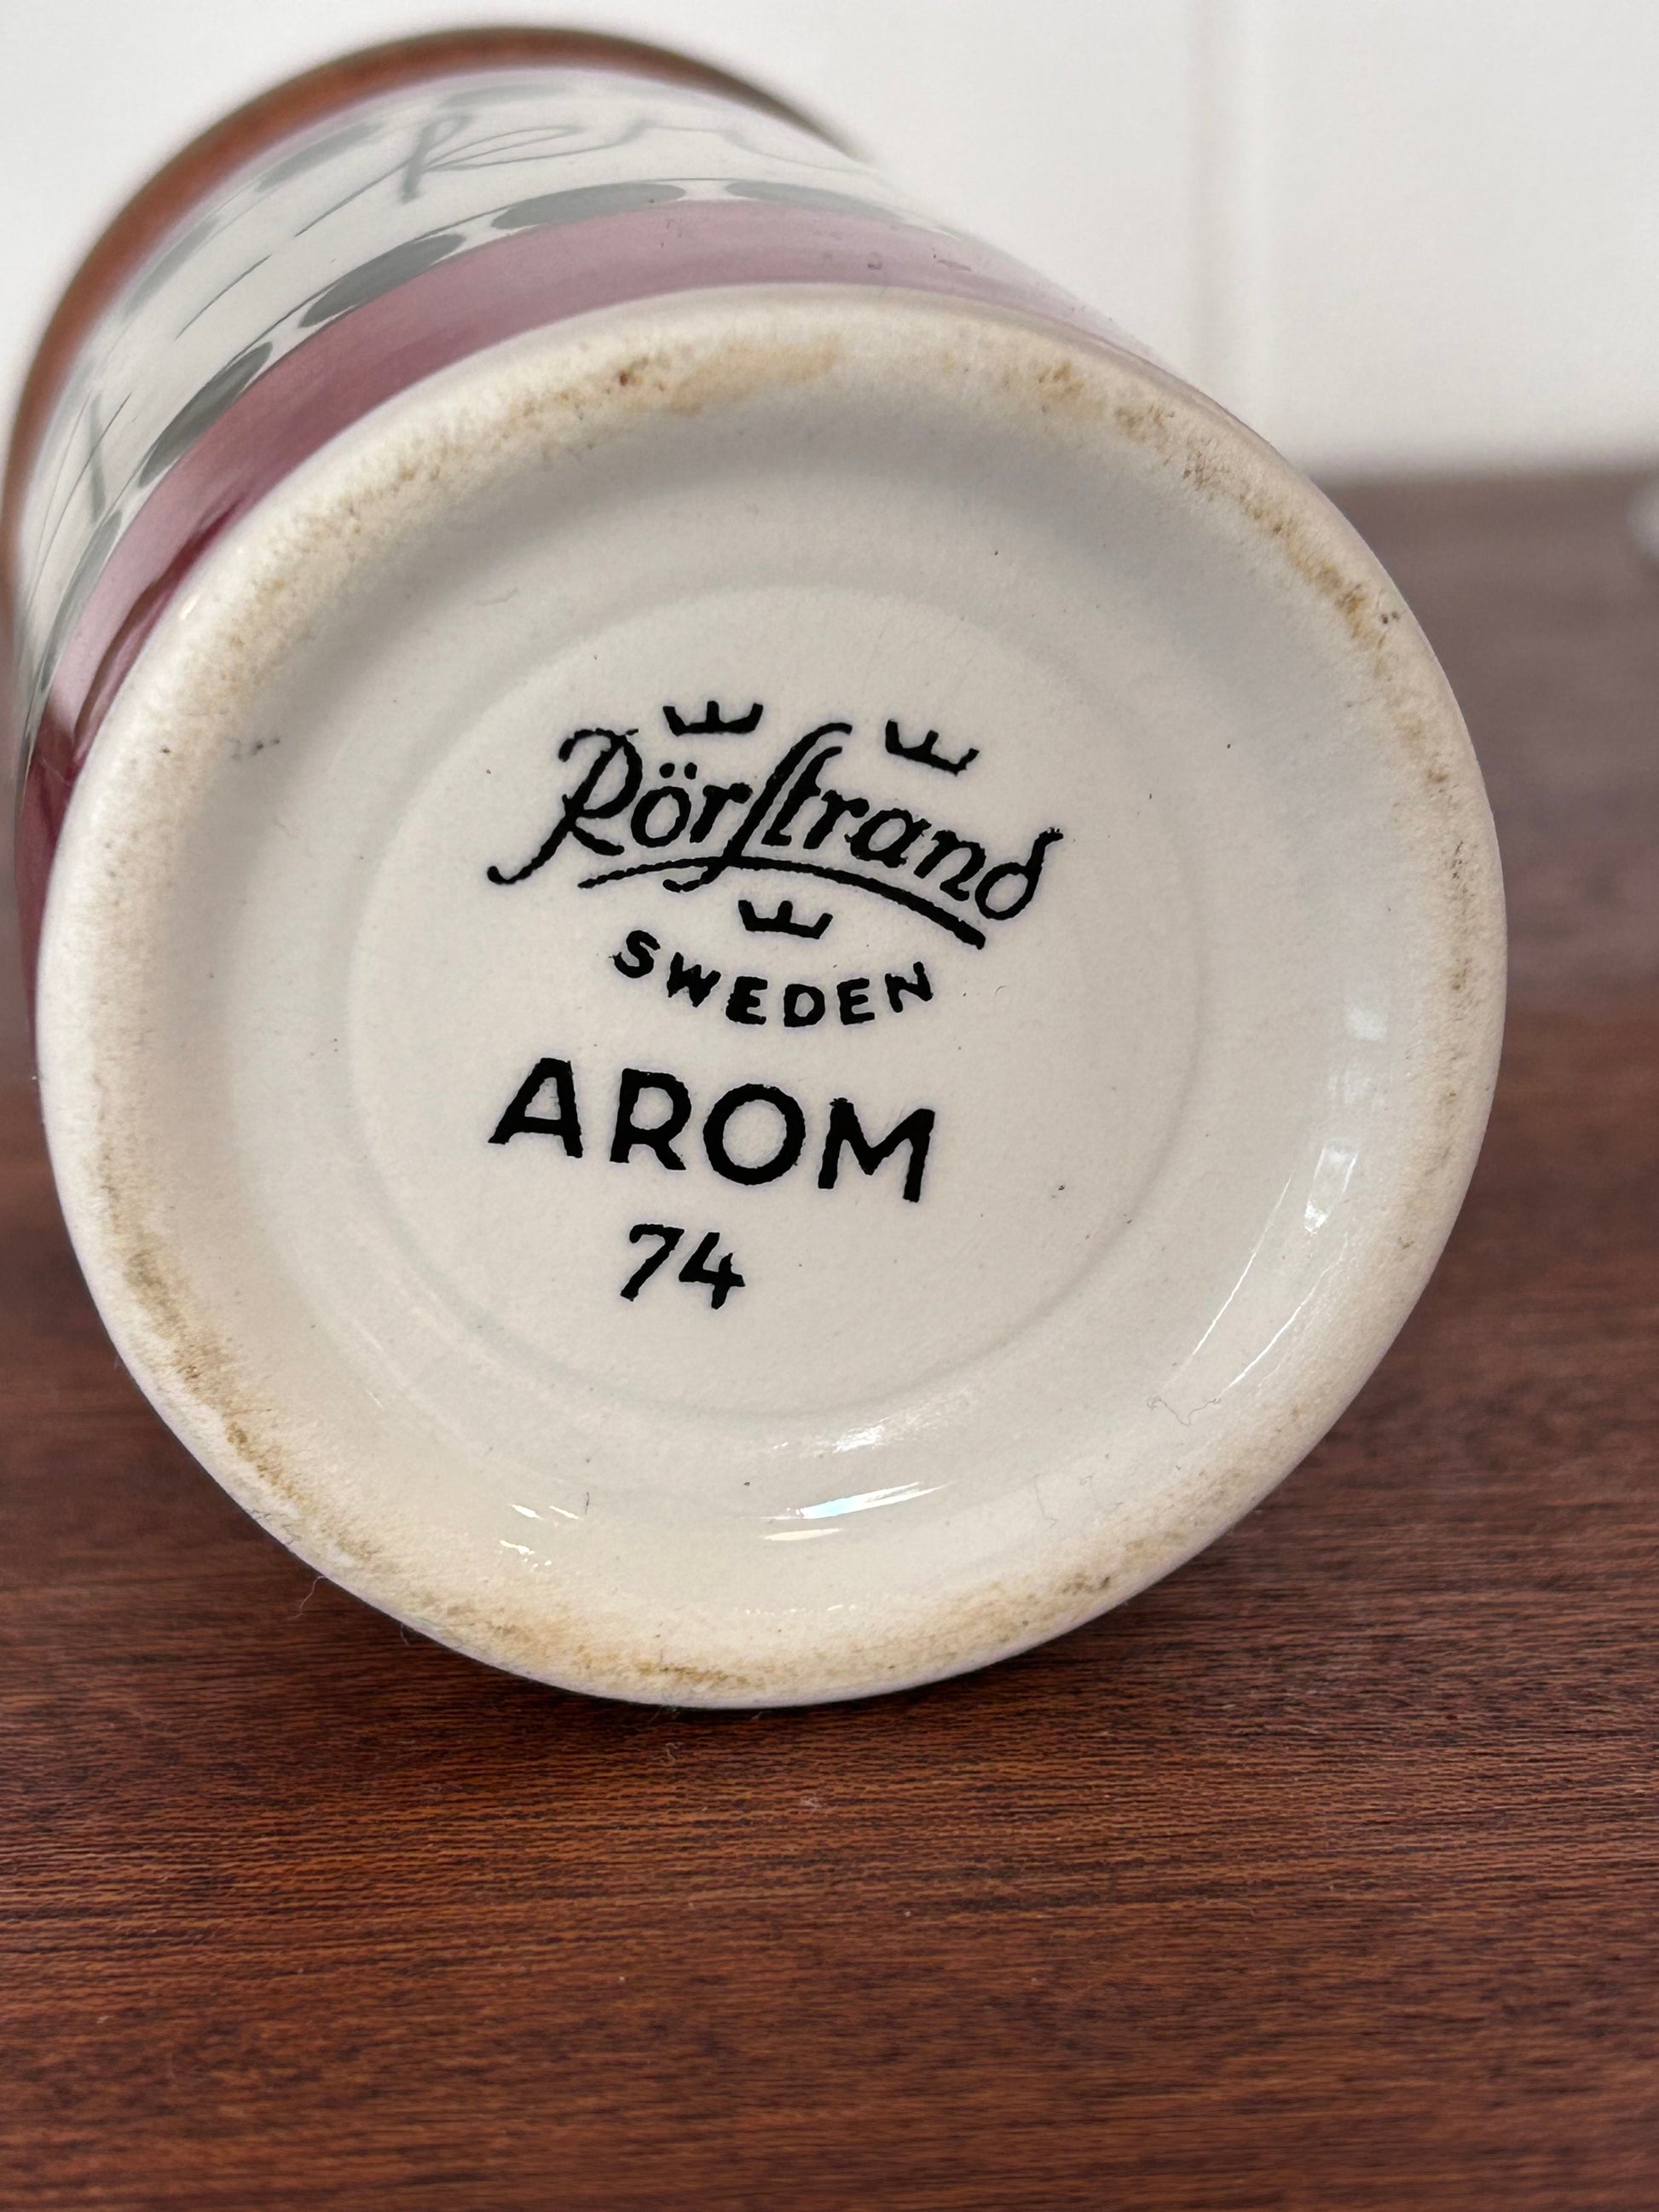 Rörstrand
SWEDEN
AROM
74